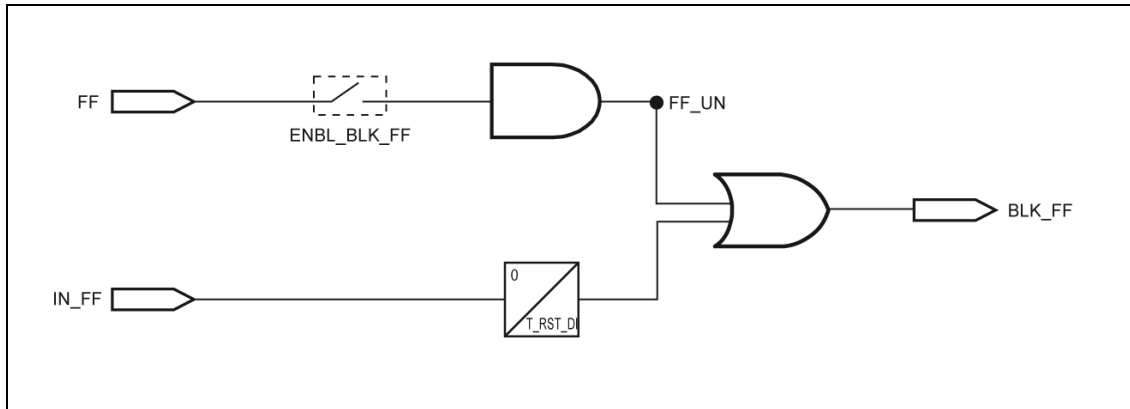 FF
ENBL_BLK_FF
FF_UN
BLK_FF
IN_FF
0
T_RST_DI